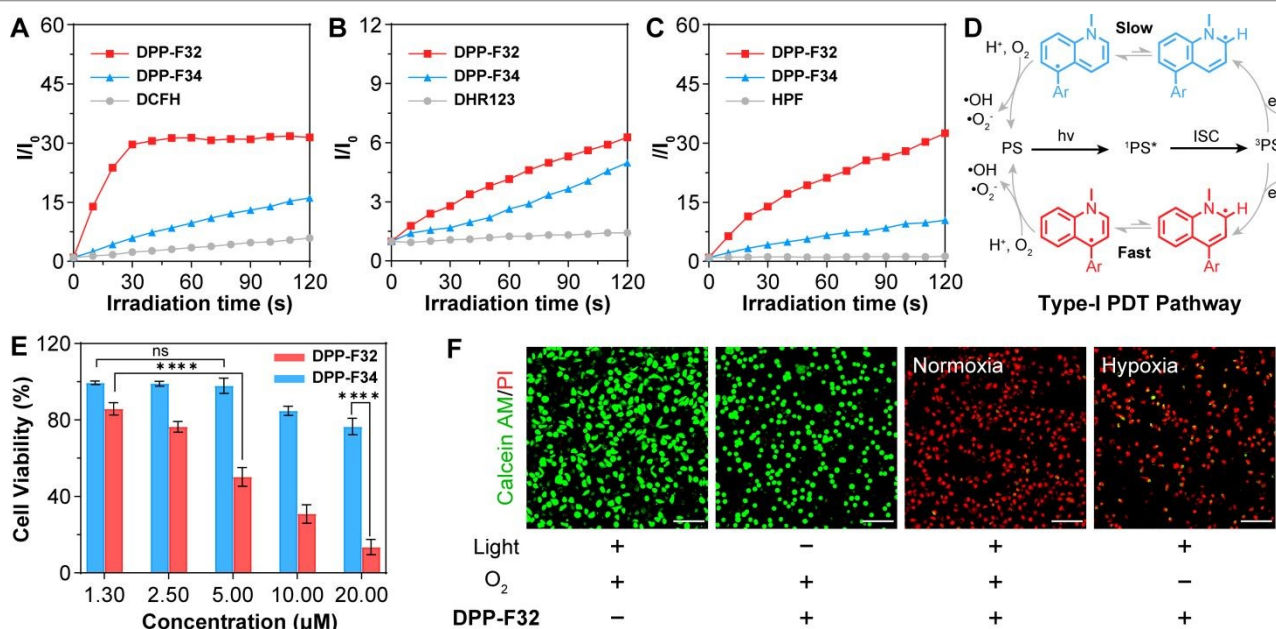 A
60
45
30
15
0
I/I0
DPP-F32
DPP-F34
DCFH
0 30 60 90 120
Irradiation time (s)
B
12
9
6
3
0
I/I0
DPP-F32
DPP-F34
DHR123
0 30 60 90 120
Irradiation time (s)
C
60
45
30
15
0
I/I0
DPP-F32
DPP-F34
HPF
0 30 60 90 120
Irradiation time (s)
D
H⁺, O₂
Slow
N
N
H
Ar
Ar
•OH
•O₂⁻
e
PS
hv
¹PS*
ISC
³PS
•OH
•O₂⁻
e
N
N
H
H⁺, O₂
Fast
Ar
Ar
Type-I PDT Pathway
E
120
80
40
0
Cell Viability (%)
ns
****
****
DPP-F32
DPP-F34
1.30 2.50 5.00 10.00 20.00
Concentration (μM)
F
Calcein AM/PI
Normoxia
Hypoxia
Light + − + +
O₂ + + + −
DPP-F32 − + + +